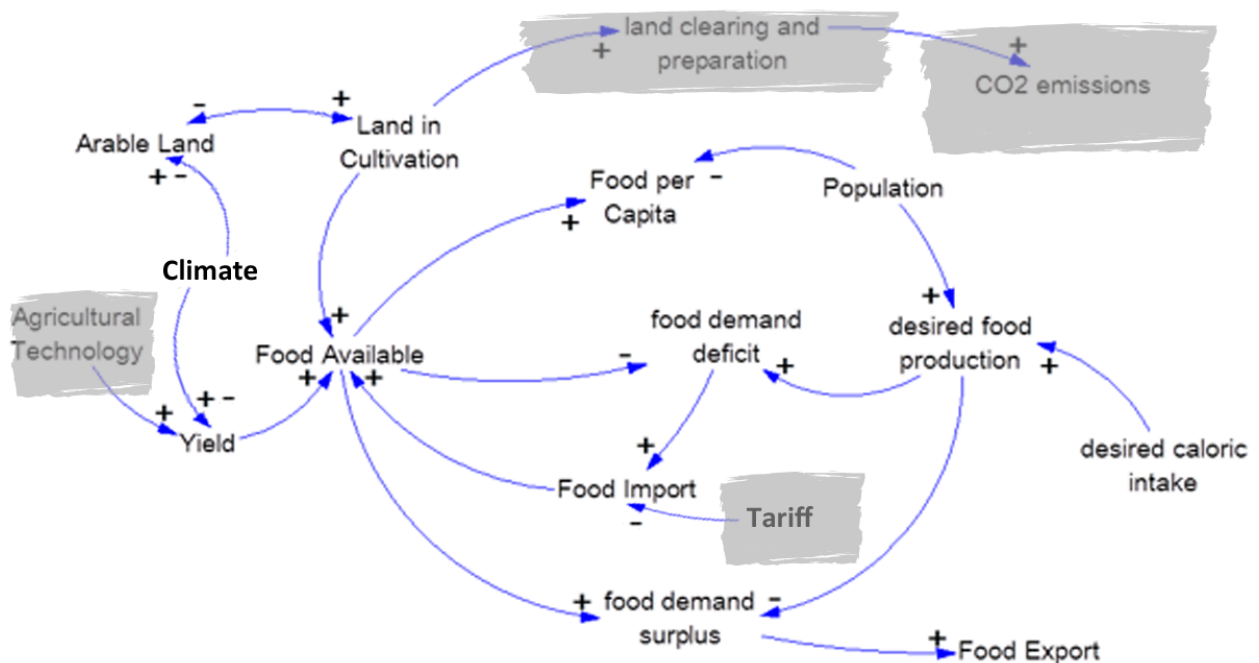 land clearing and
preparation
+
+
CO2 emissions
-
+
Arable Land
Land in
Cultivation
+ -
Food per
Capita
-
+
Population
Climate
Agricultural
Technology
+
Food Available
+
+
food demand
deficit
-
+
+
desired food
production
+
+
+ -
Yield
desired caloric
intake
+
Food Import
-
Tariff
+
food demand
surplus
-
+
Food Export